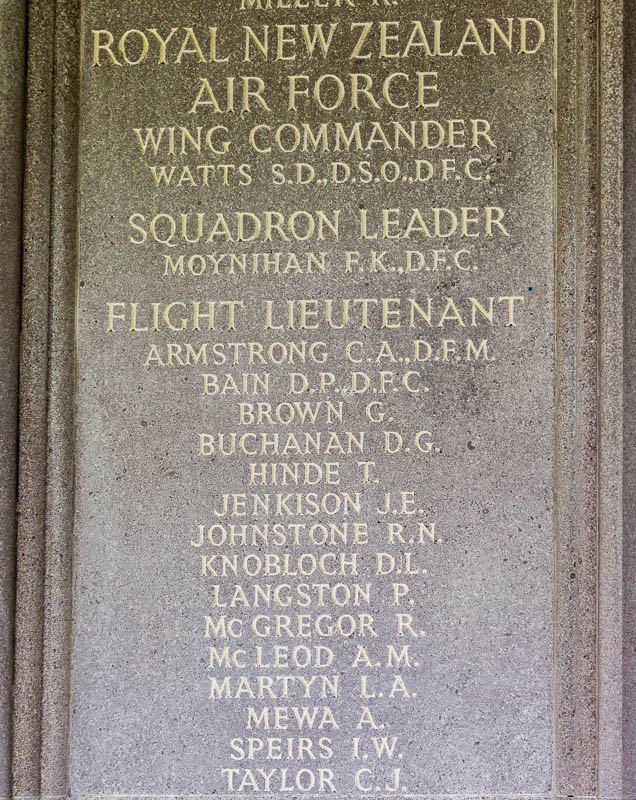 MILLER R.
ROYAL NEW ZEALAND
AIR FORCE
WING COMMANDER
WATTS S.D.,D.S.O.,D.F.C.
SQUADRON LEADER
MOYNIHAN F.K.,D.F.C.
FLIGHT LIEUTENANT
ARMSTRONG C.A.,D.F.M.
BAIN D.P.,D.F.C.
BROWN G.
BUCHANAN D.G.
HINDE T.
JENKISON J.E.
JOHNSTONE R.N.
KNOBLOCH D.L.
LANGSTON P.
MCGREGOR R.
MCLEOD A.M.
MARTYN L.A.
MEWA A.
SPEIRS I.W.
TAYLOR C.J.